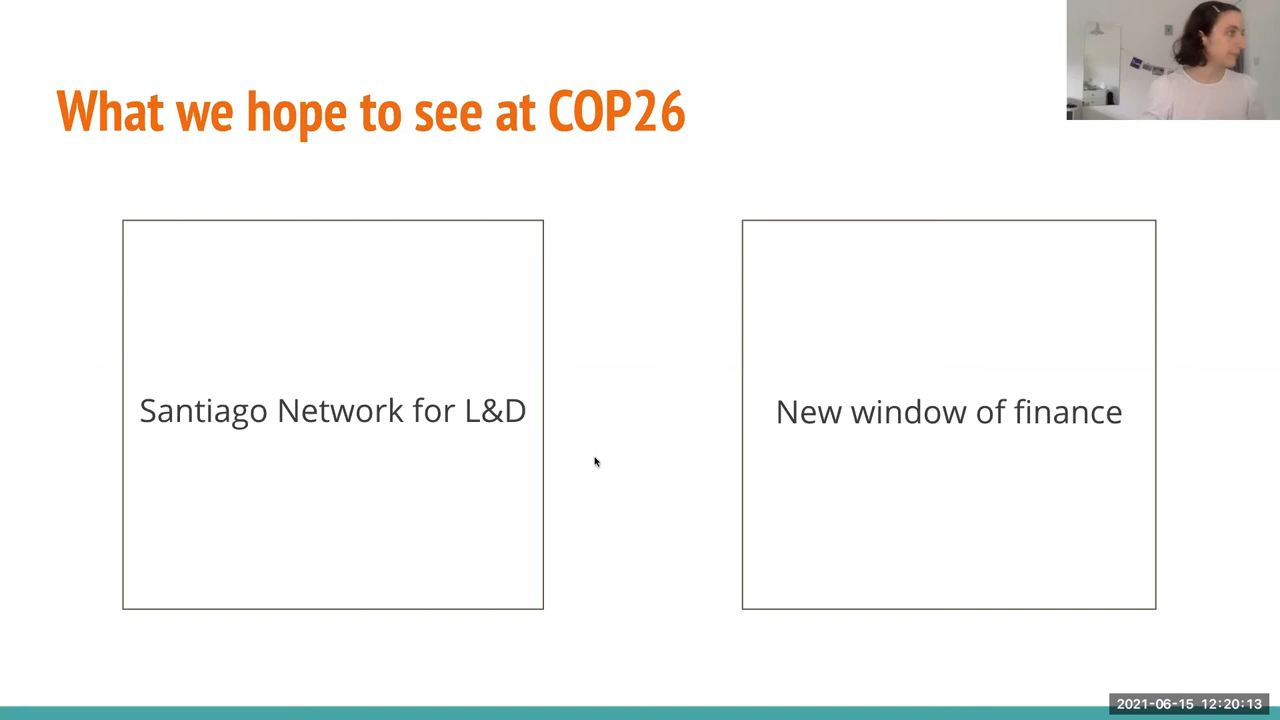 What we hope to see at COP26
Santiago Network for L&D
New window of finance
2021-06-15 12:20:13